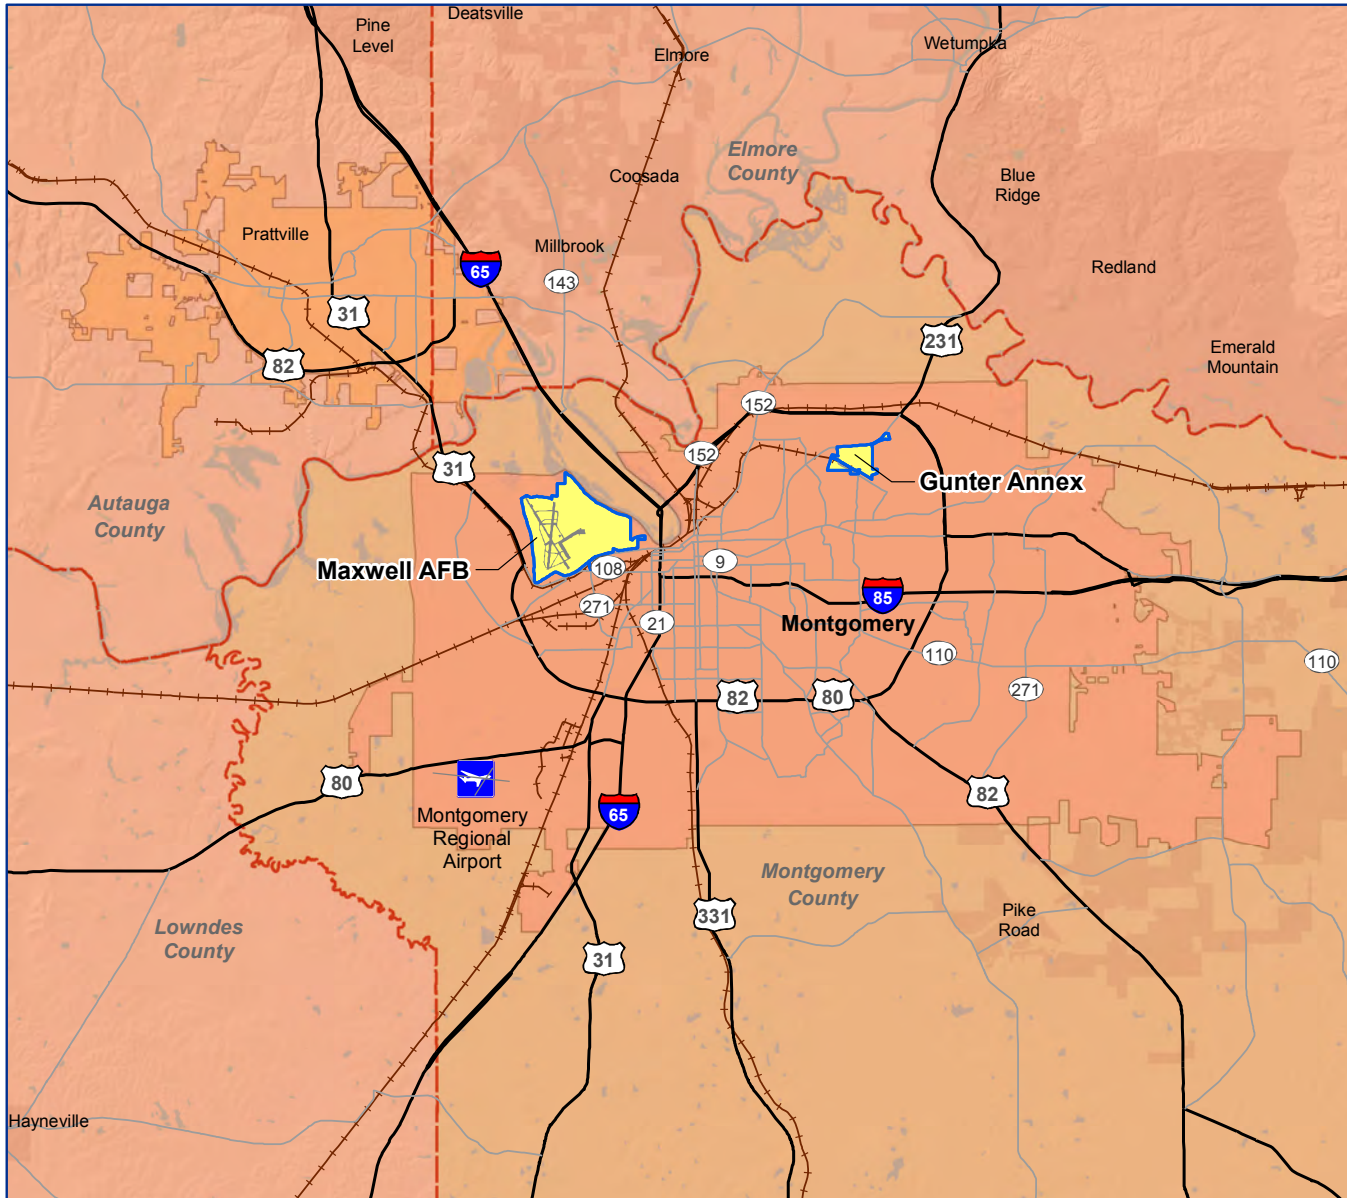 Deatsville
Pine
Level
Wetumpka
Elmore
Elmore
County
Coosada
Blue
Ridge
Prattville
Millbrook
Redland
65
143
31
231
Emerald
Mountain
82
152
152
31
Gunter Annex
Autauga
County
Maxwell AFB
108
9
85
271
21
Montgomery
110
110
271
82
80
80
82
65
Montgomery
Regional
Airport
Montgomery
County
331
Pike
Road
Lowndes
County
31
Hayneville